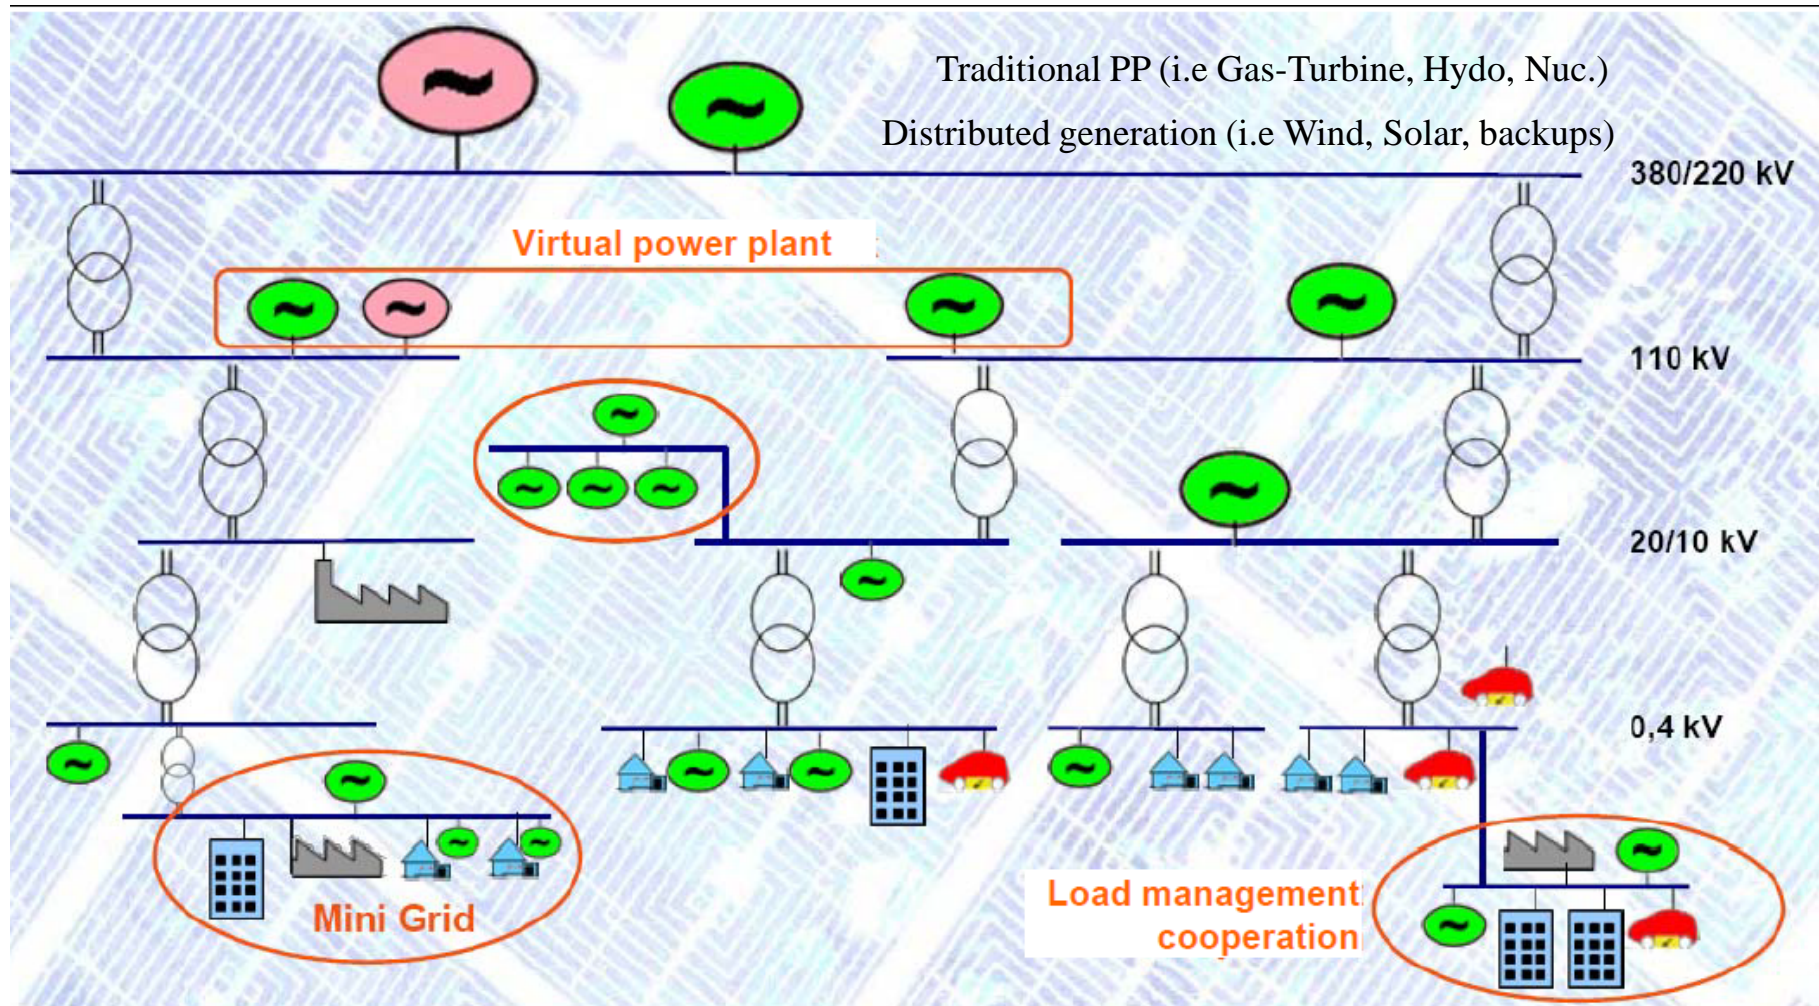 Traditional PP (i.e Gas-Turbine, Hydo, Nuc.)
Distributed generation (i.e Wind, Solar, backups)
380/220 kV
Virtual power plant
110 kV
20/10 kV
0,4 kV
Mini Grid
Load management
cooperation